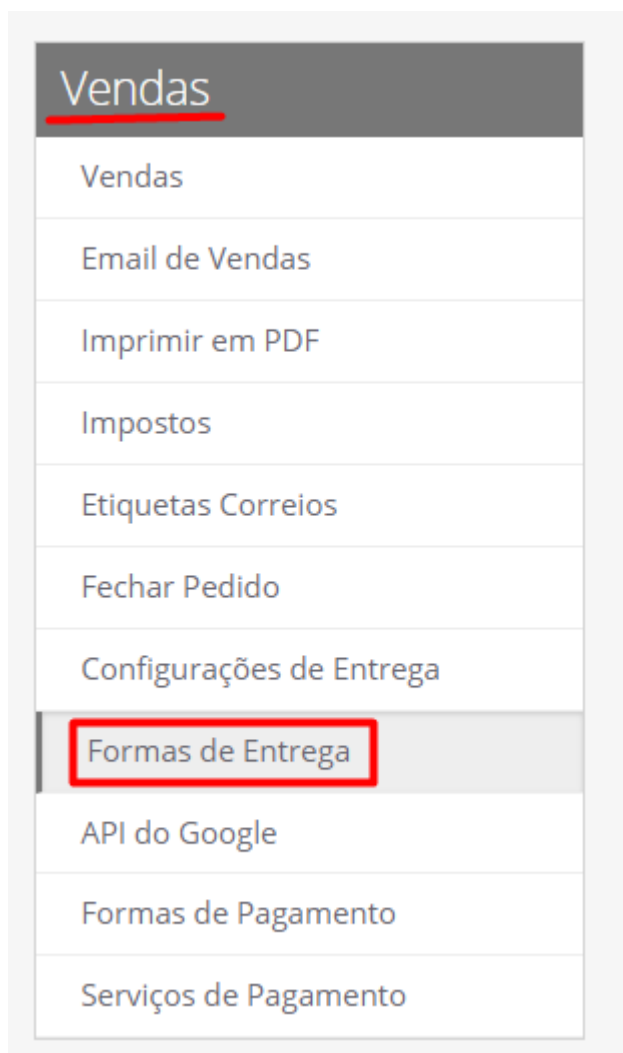 Vendas
Vendas
Email de Vendas
Imprimir em PDF
Impostos
Etiquetas Correios
Fechar Pedido
Configurações de Entrega
Formas de Entrega
API do Google
Formas de Pagamento
Serviços de Pagamento